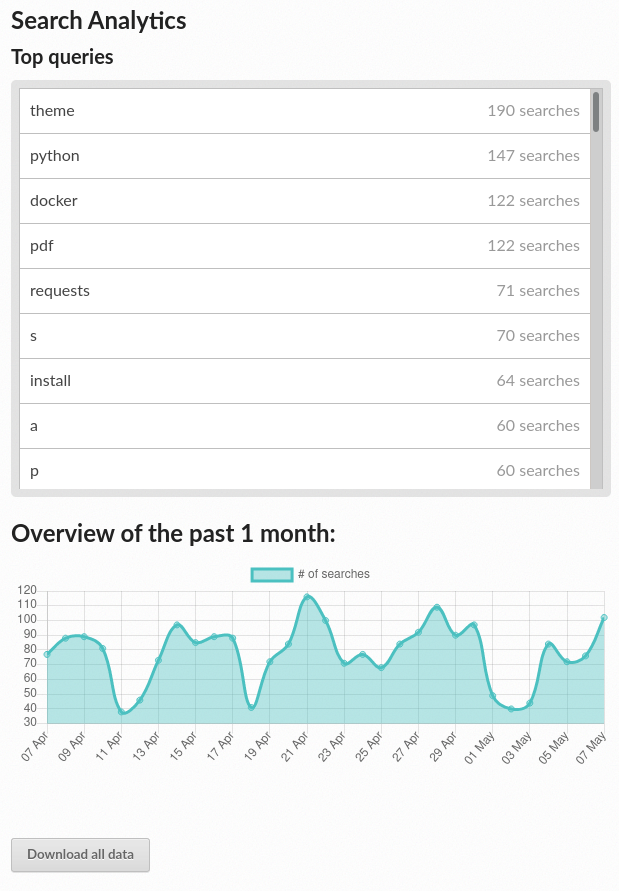 Search Analytics
Top queries
theme 190 searches
python 147 searches
docker 122 searches
pdf 122 searches
requests 71 searches
s 70 searches
install 64 searches
a 60 searches
p 60 searches
Overview of the past 1 month:
# of searches
120
110
100
90
80
70
60
50
40
30
07 Apr 09 Apr 11 Apr 13 Apr 15 Apr 17 Apr 19 Apr 21 Apr 23 Apr 25 Apr 27 Apr 29 Apr 01 May 03 May 05 May 07 May
Download all data